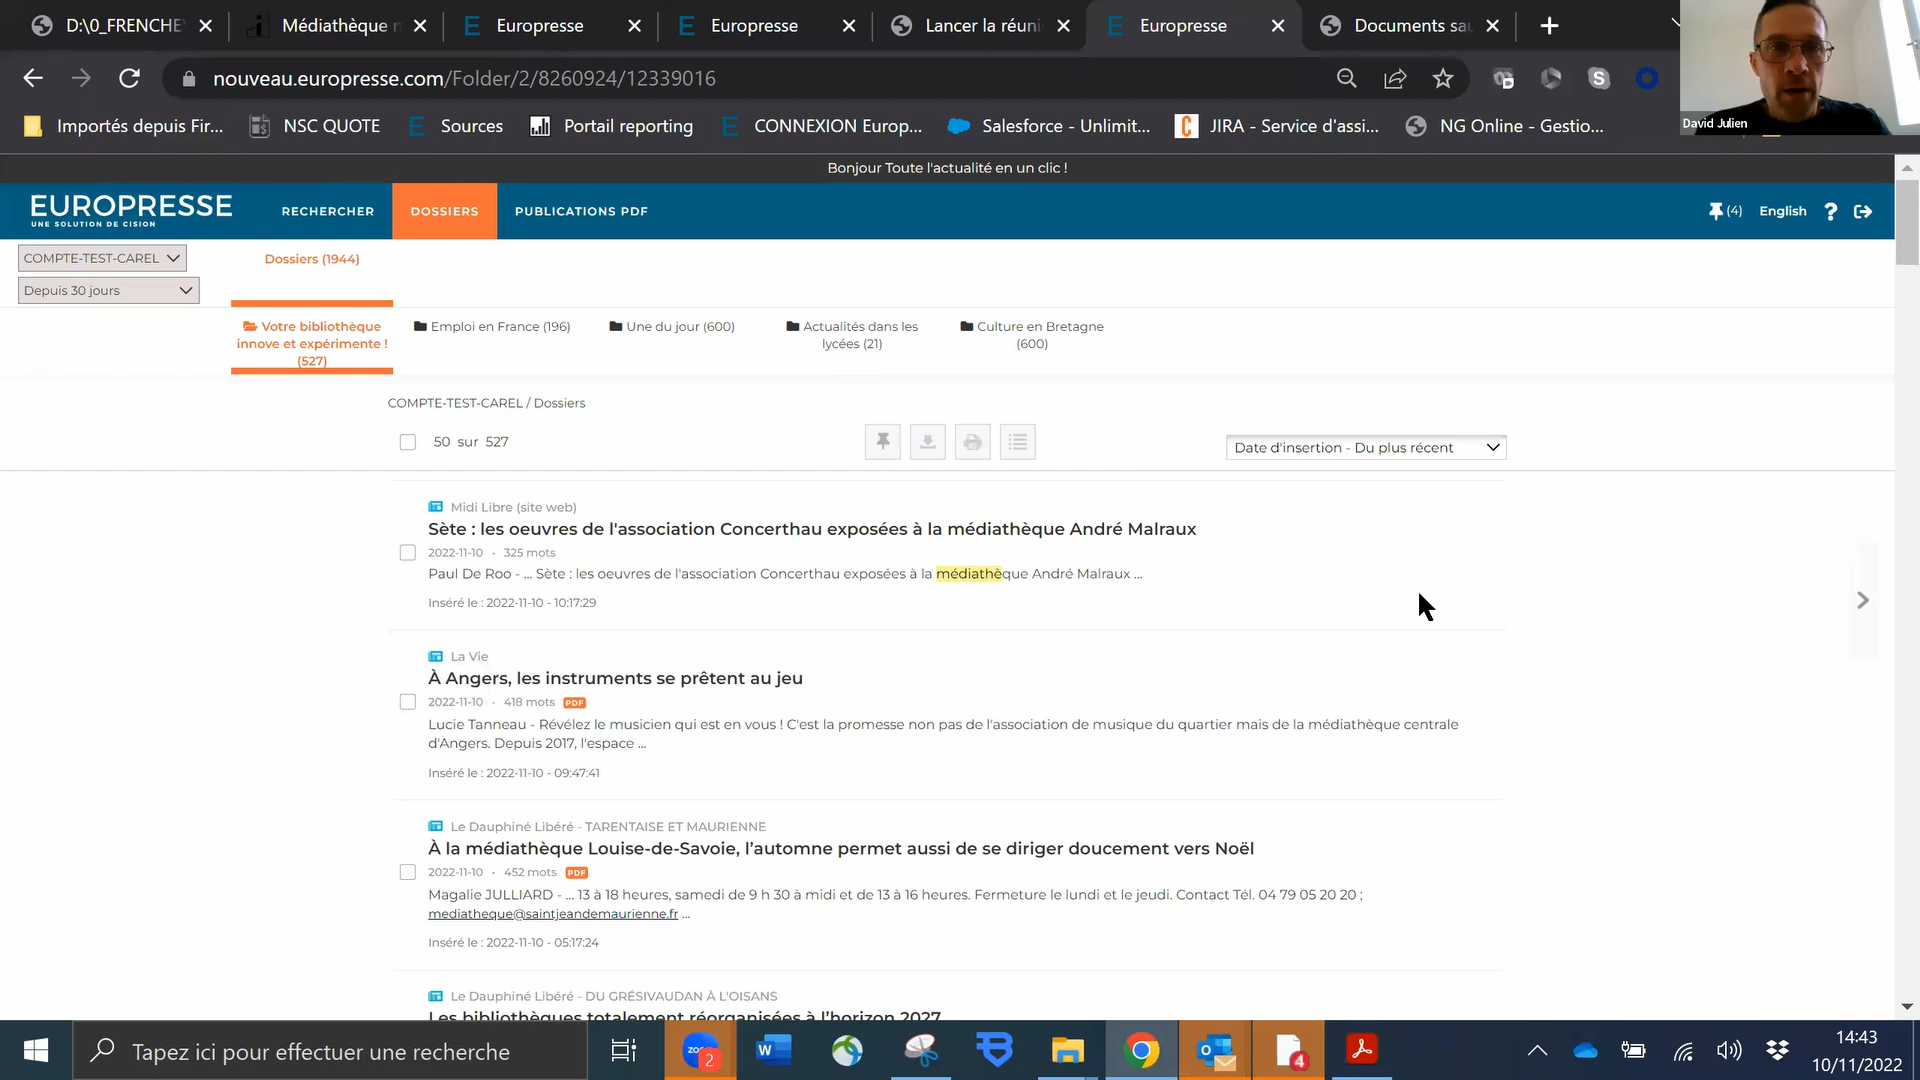 D:\0_FRENCHE
Médiathèque n
Europresse
Europresse
Lancer la réuni
Europresse
Documents sau
nouveau.europresse.com/Folder/2/8260924/12339016
Importés depuis Fir...
NSC QUOTE
Sources
Portail reporting
CONNEXION Europ...
Salesforce - Unlimit...
JIRA - Service d'assi...
NG Online - Gestio...
David Julien
Bonjour Toute l'actualité en un clic !
EUROPRESSE
UNE SOLUTION DE CISION
RECHERCHER
DOSSIERS
PUBLICATIONS PDF
(4)
English
?
COMPTE-TEST-CAREL
Dossiers (1944)
Depuis 30 jours
Votre bibliothèque
innove et expérimente !
(527)
Emploi en France (196)
Une du jour (600)
Actualités dans les
lycées (21)
Culture en Bretagne
(600)
COMPTE-TEST-CAREL / Dossiers
50 sur 527
Date d'insertion - Du plus récent
Midi Libre (site web)
Sète : les oeuvres de l'association Concerthau exposées à la médiathèque André Malraux
2022-11-10 · 325 mots
Paul De Roo - ... Sète : les oeuvres de l'association Concerthau exposées à la médiathèque André Malraux ...
Inséré le : 2022-11-10 - 10:17:29
La Vie
À Angers, les instruments se prêtent au jeu
2022-11-10 · 418 mots PDF
Lucie Tanneau - Révélez le musicien qui est en vous ! C'est la promesse non pas de l'association de musique du quartier mais de la médiathèque centrale
d'Angers. Depuis 2017, l'espace ...
Inséré le : 2022-11-10 - 09:47:41
Le Dauphiné Libéré - TARENTAISE ET MAURIENNE
À la médiathèque Louise-de-Savoie, l’automne permet aussi de se diriger doucement vers Noël
2022-11-10 · 452 mots PDF
Magalie JULLIARD - ... 13 à 18 heures, samedi de 9 h 30 à midi et de 13 à 16 heures. Fermeture le lundi et le jeudi. Contact Tél. 04 79 05 20 20 ;
mediatheque@saintjeandemaurienne.fr ...
Inséré le : 2022-11-10 - 05:17:24
Le Dauphiné Libéré - DU GRÉSIVAUDAN À L'OISANS
Les bibliothèques totalement réorganisées à l’horizon 2027
Tapez ici pour effectuer une recherche
2
4
14:43
10/11/2022